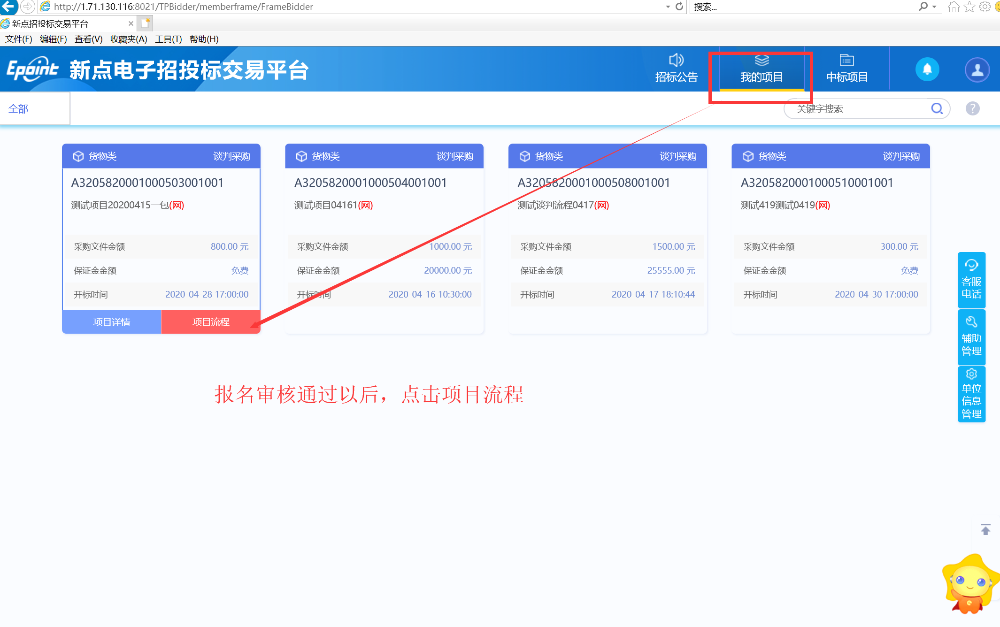 http://1.71.130.116:8021/TPBidder/memberframe/FrameBidder
搜索...
新点招投标交易平台
文件(F) 编辑(E) 查看(V) 收藏夹(A) 工具(T) 帮助(H)
Epoint 新点电子招投标交易平台
招标公告 我的项目 中标项目
全部
关键字搜索
货物类 谈判采购
A3205820001000503001001
测试项目20200415一包(网)
采购文件金额 800.00 元
保证金金额 免费
开标时间 2020-04-28 17:00:00
项目详情 项目流程
货物类 谈判采购
A3205820001000504001001
测试项目04161(网)
采购文件金额 1000.00 元
保证金金额 20000.00 元
开标时间 2020-04-16 10:30:00
货物类 谈判采购
A3205820001000508001001
测试谈判流程0417(网)
采购文件金额 1500.00 元
保证金金额 25555.00 元
开标时间 2020-04-17 18:10:44
货物类 谈判采购
A3205820001000510001001
测试419测试0419(网)
采购文件金额 300.00 元
保证金金额 免费
开标时间 2020-04-30 17:00:00
客服
电话
辅助
管理
单位
信息
管理
报名审核通过以后，点击项目流程